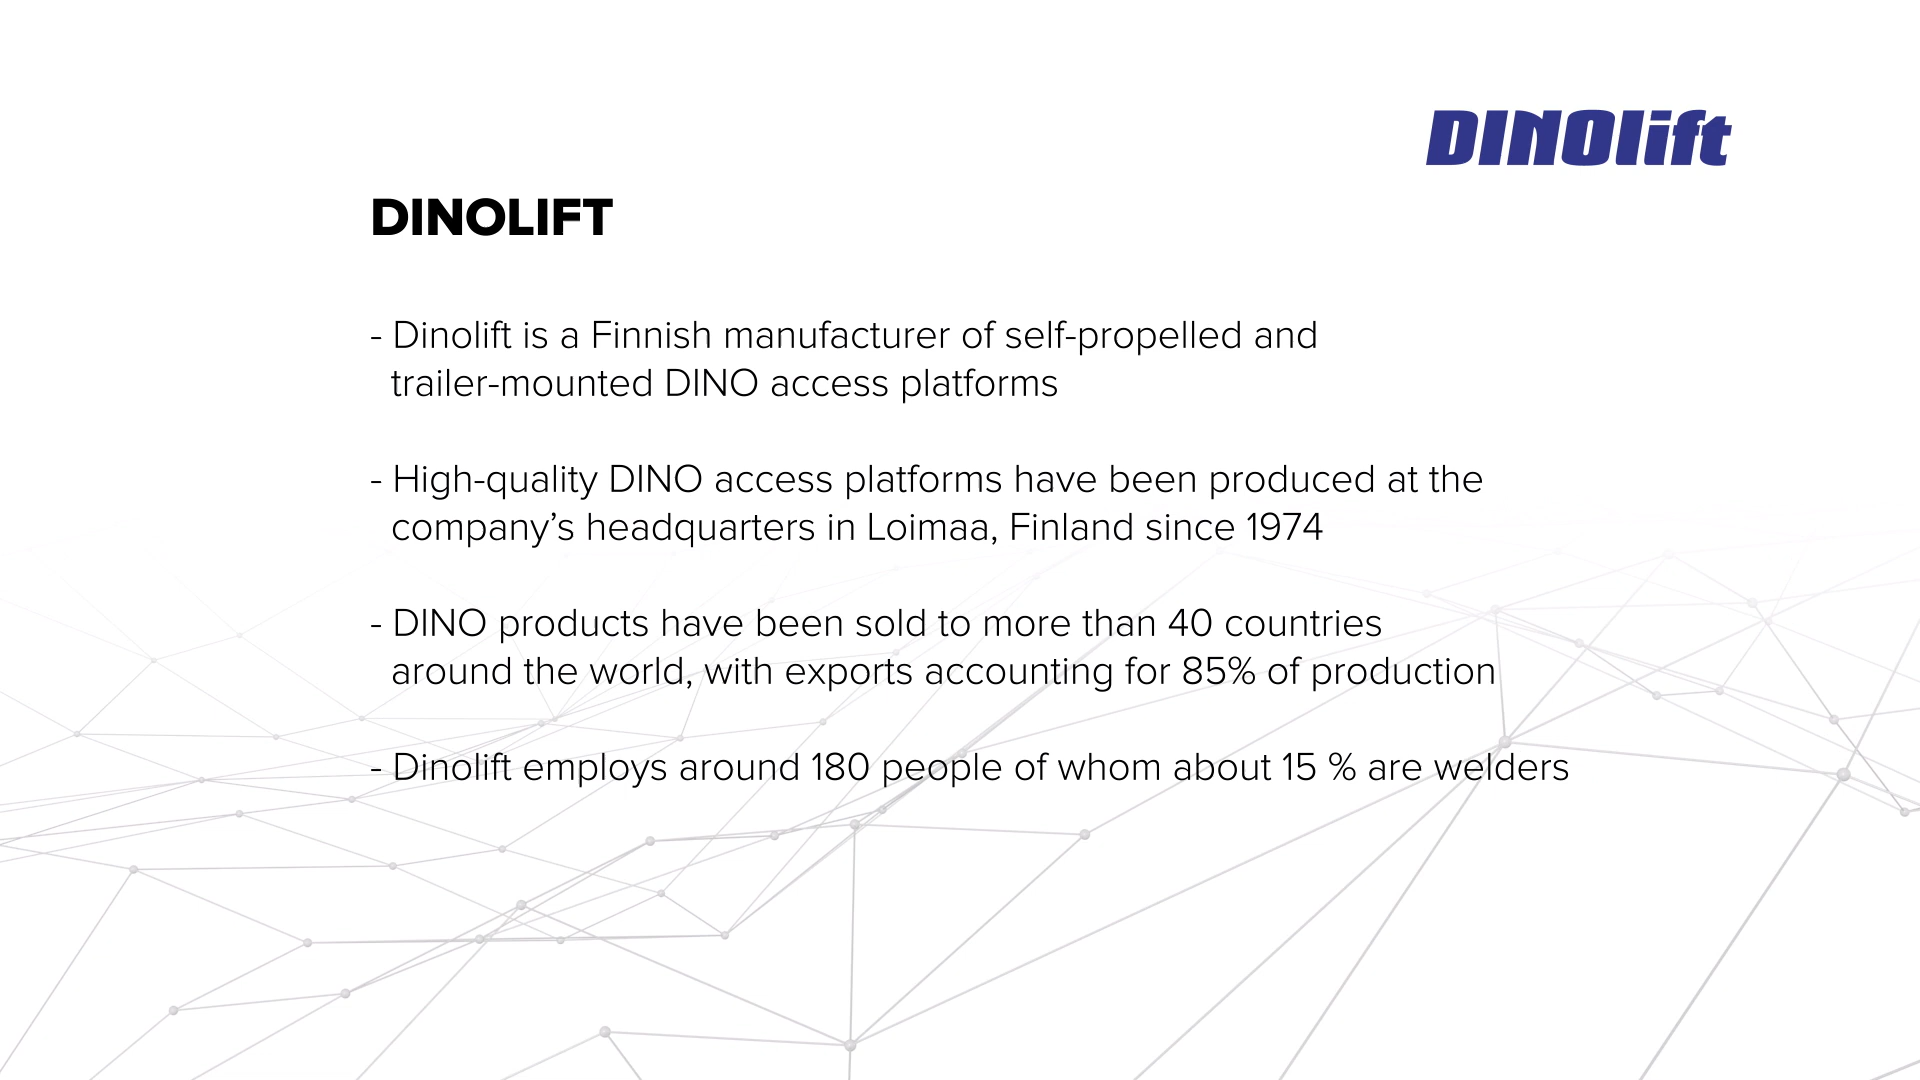 DINOlift
DINOLIFT
- Dinolift is a Finnish manufacturer of self-propelled and
trailer-mounted DINO access platforms
- High-quality DINO access platforms have been produced at the
company’s headquarters in Loimaa, Finland since 1974
- DINO products have been sold to more than 40 countries
around the world, with exports accounting for 85% of production
- Dinolift employs around 180 people of whom about 15 % are welders